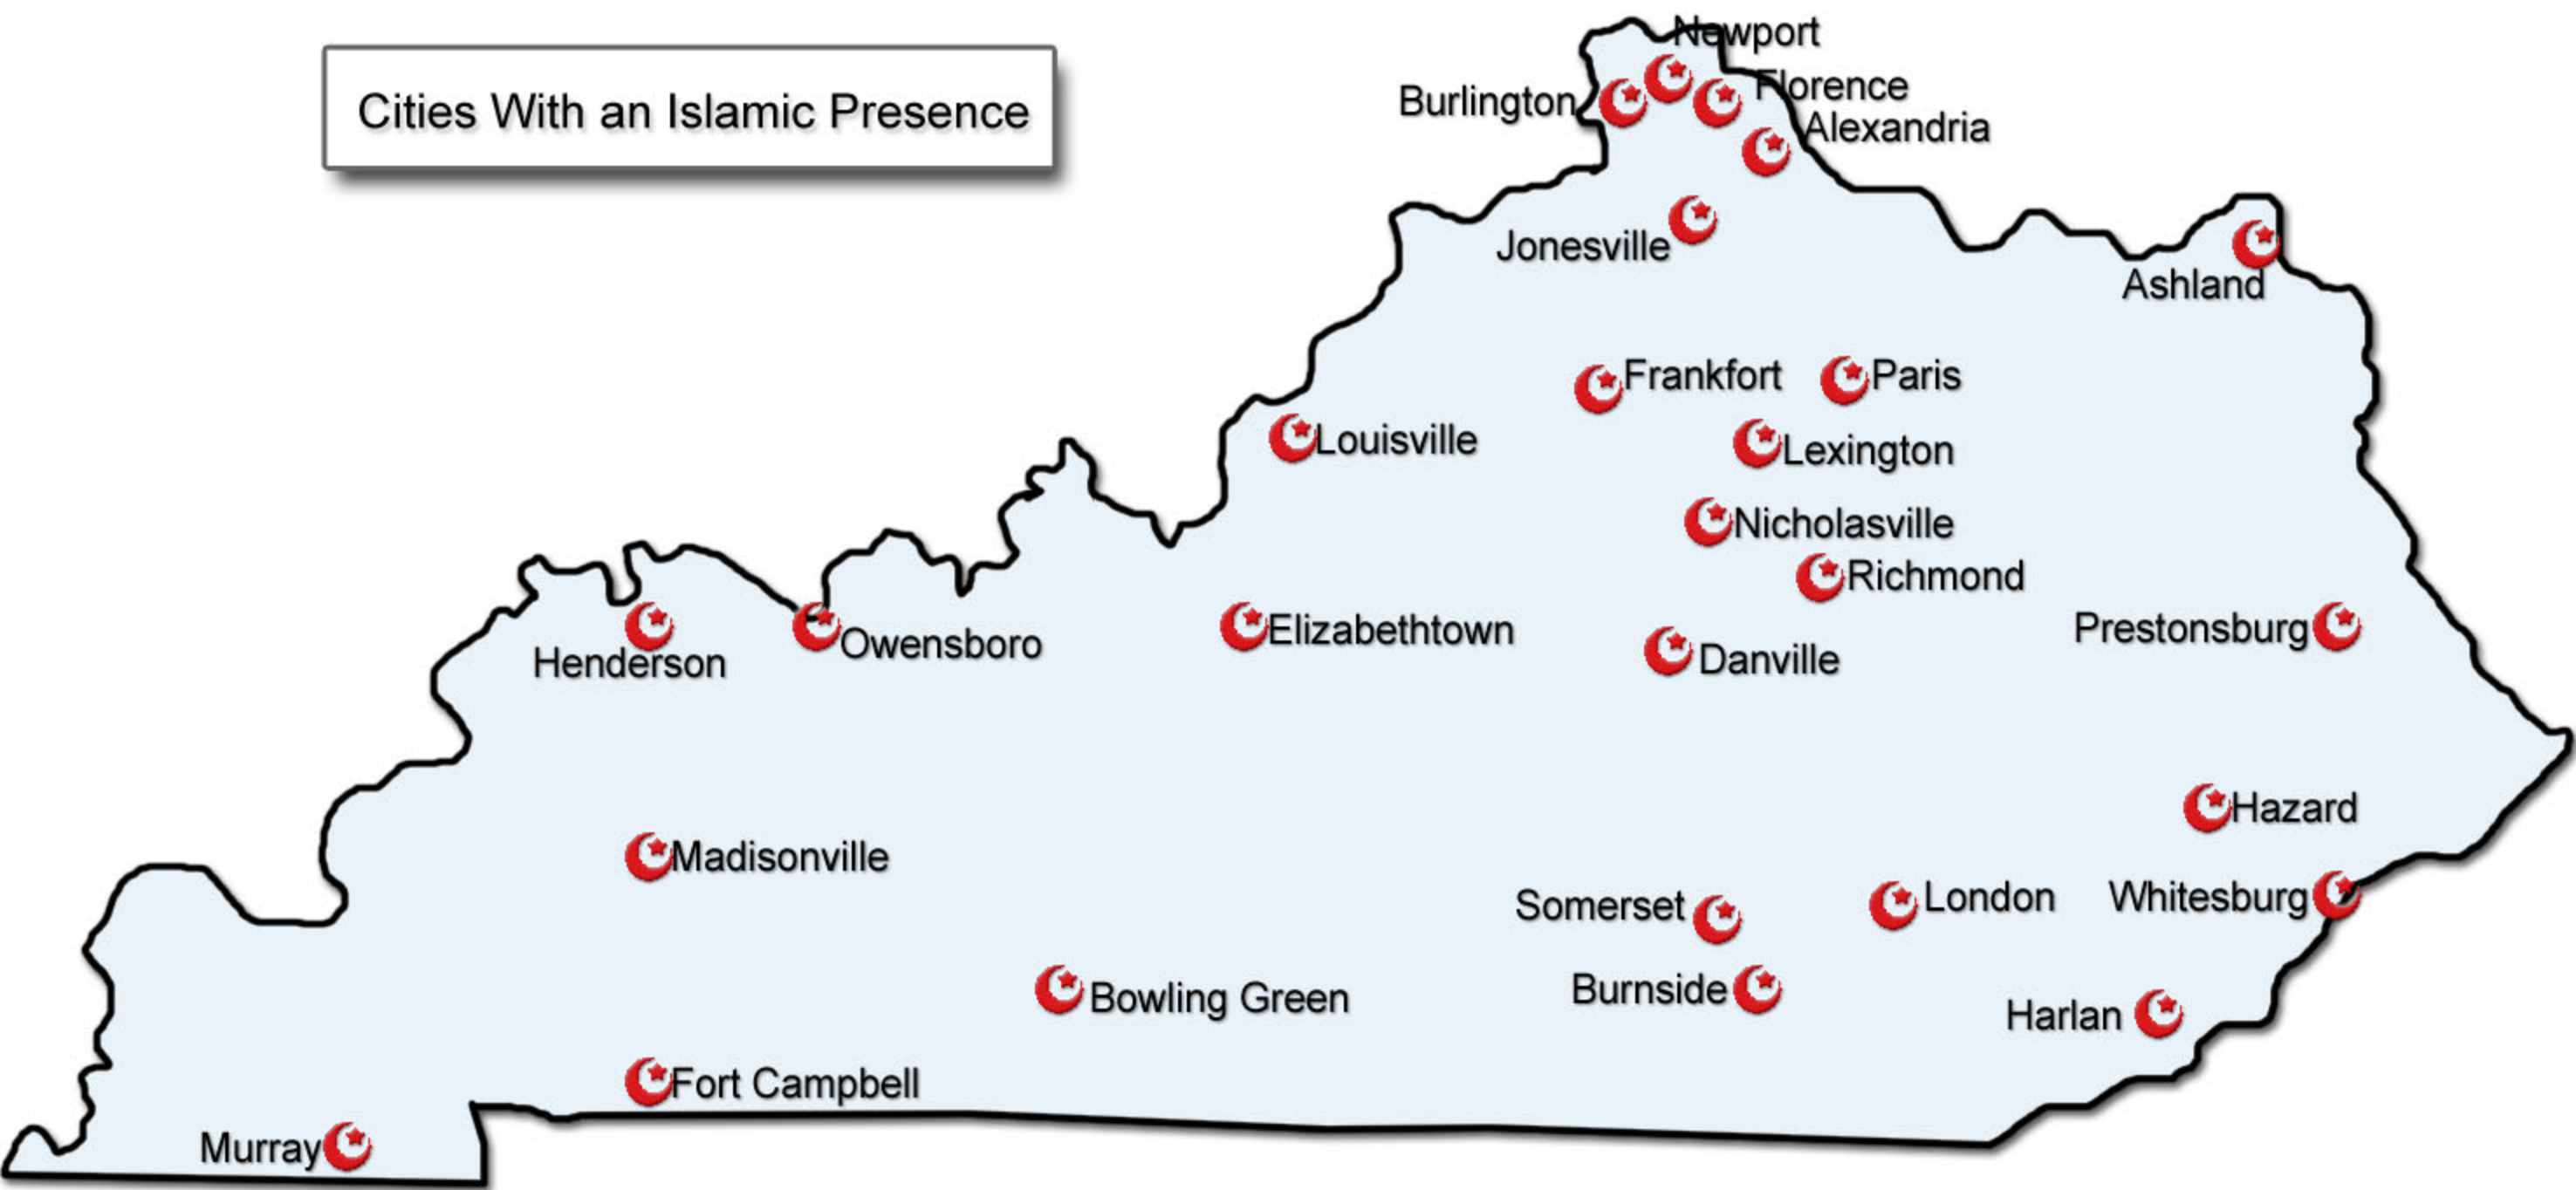 Newport
Cities With an Islamic Presence
Burlington
Florence
Alexandria
Jonesville
Ashland
Frankfort
Paris
Louisville
Lexington
Nicholasville
Richmond
Henderson
Owensboro
Elizabethtown
Danville
Prestonsburg
Hazard
Madisonville
Somerset
London
Whitesburg
Bowling Green
Burnside
Harlan
Fort Campbell
Murray